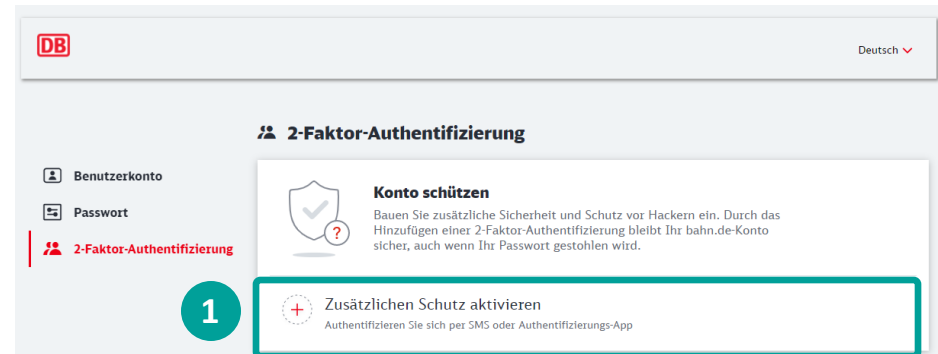 DB
Deutsch
2-Faktor-Authentifizierung
Benutzerkonto
Passwort
2-Faktor-Authentifizierung
Konto schützen
Bauen Sie zusätzliche Sicherheit und Schutz vor Hackern ein. Durch das
Hinzufügen einer 2-Faktor-Authentifizierung bleibt Ihr bahn.de-Konto
sicher, auch wenn Ihr Passwort gestohlen wird.
?
1
Zusätzlichen Schutz aktivieren
Authentifizieren Sie sich per SMS oder Authentifizierungs-App